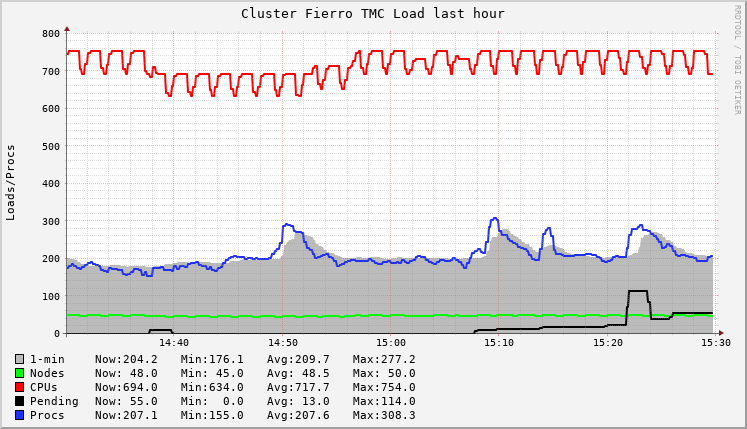 Cluster Fierro TMC Load last hour
RRDTOOL / TOBI OETIKER
Loads/Procs
800
700
600
500
400
300
200
100
0
14:40 14:50 15:00 15:10 15:20 15:30
1-min Now:204.2 Min:176.1 Avg:209.7 Max:277.2
Nodes Now: 48.0 Min: 45.0 Avg: 48.5 Max: 50.0
CPUs Now:694.0 Min:634.0 Avg:717.7 Max:754.0
Pending Now: 55.0 Min: 0.0 Avg: 13.0 Max:114.0
Procs Now:207.1 Min:155.0 Avg:207.6 Max:308.3